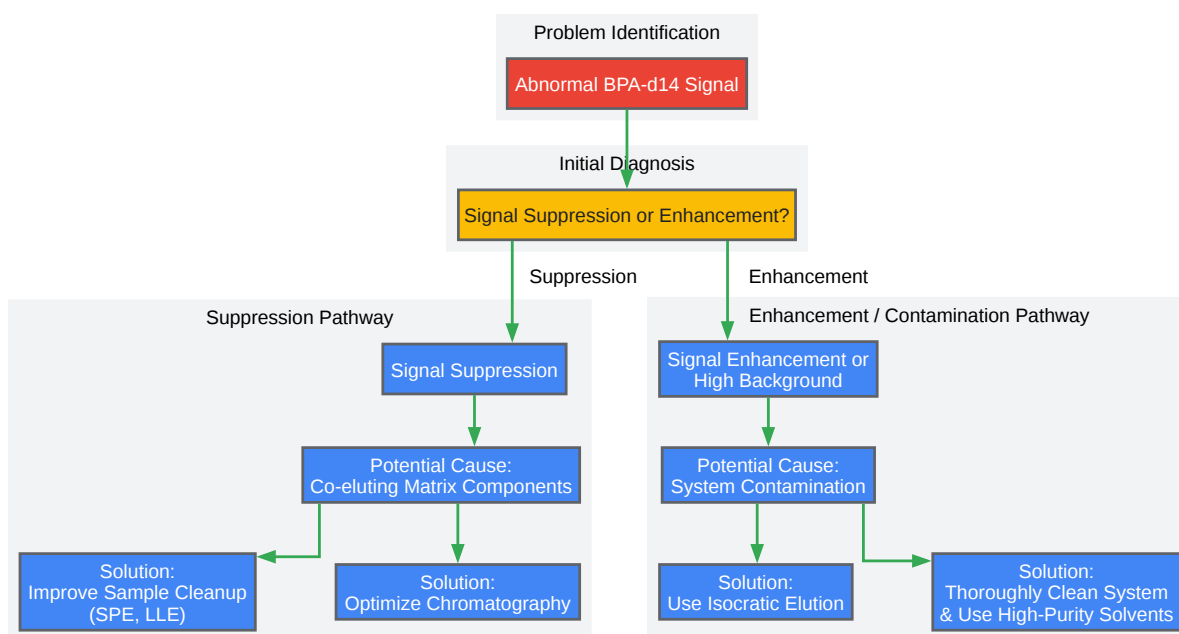 Problem Identification
Abnormal BPA-d14 Signal
Initial Diagnosis
Signal Suppression or Enhancement?
Suppression
Enhancement
Suppression Pathway
Signal Suppression
Potential Cause:
Co-eluting Matrix Components
Solution:
Improve Sample Cleanup
(SPE, LLE)
Solution:
Optimize Chromatography
Enhancement / Contamination Pathway
Signal Enhancement or
High Background
Potential Cause:
System Contamination
Solution:
Use Isocratic Elution
Solution:
Thoroughly Clean System
& Use High-Purity Solvents